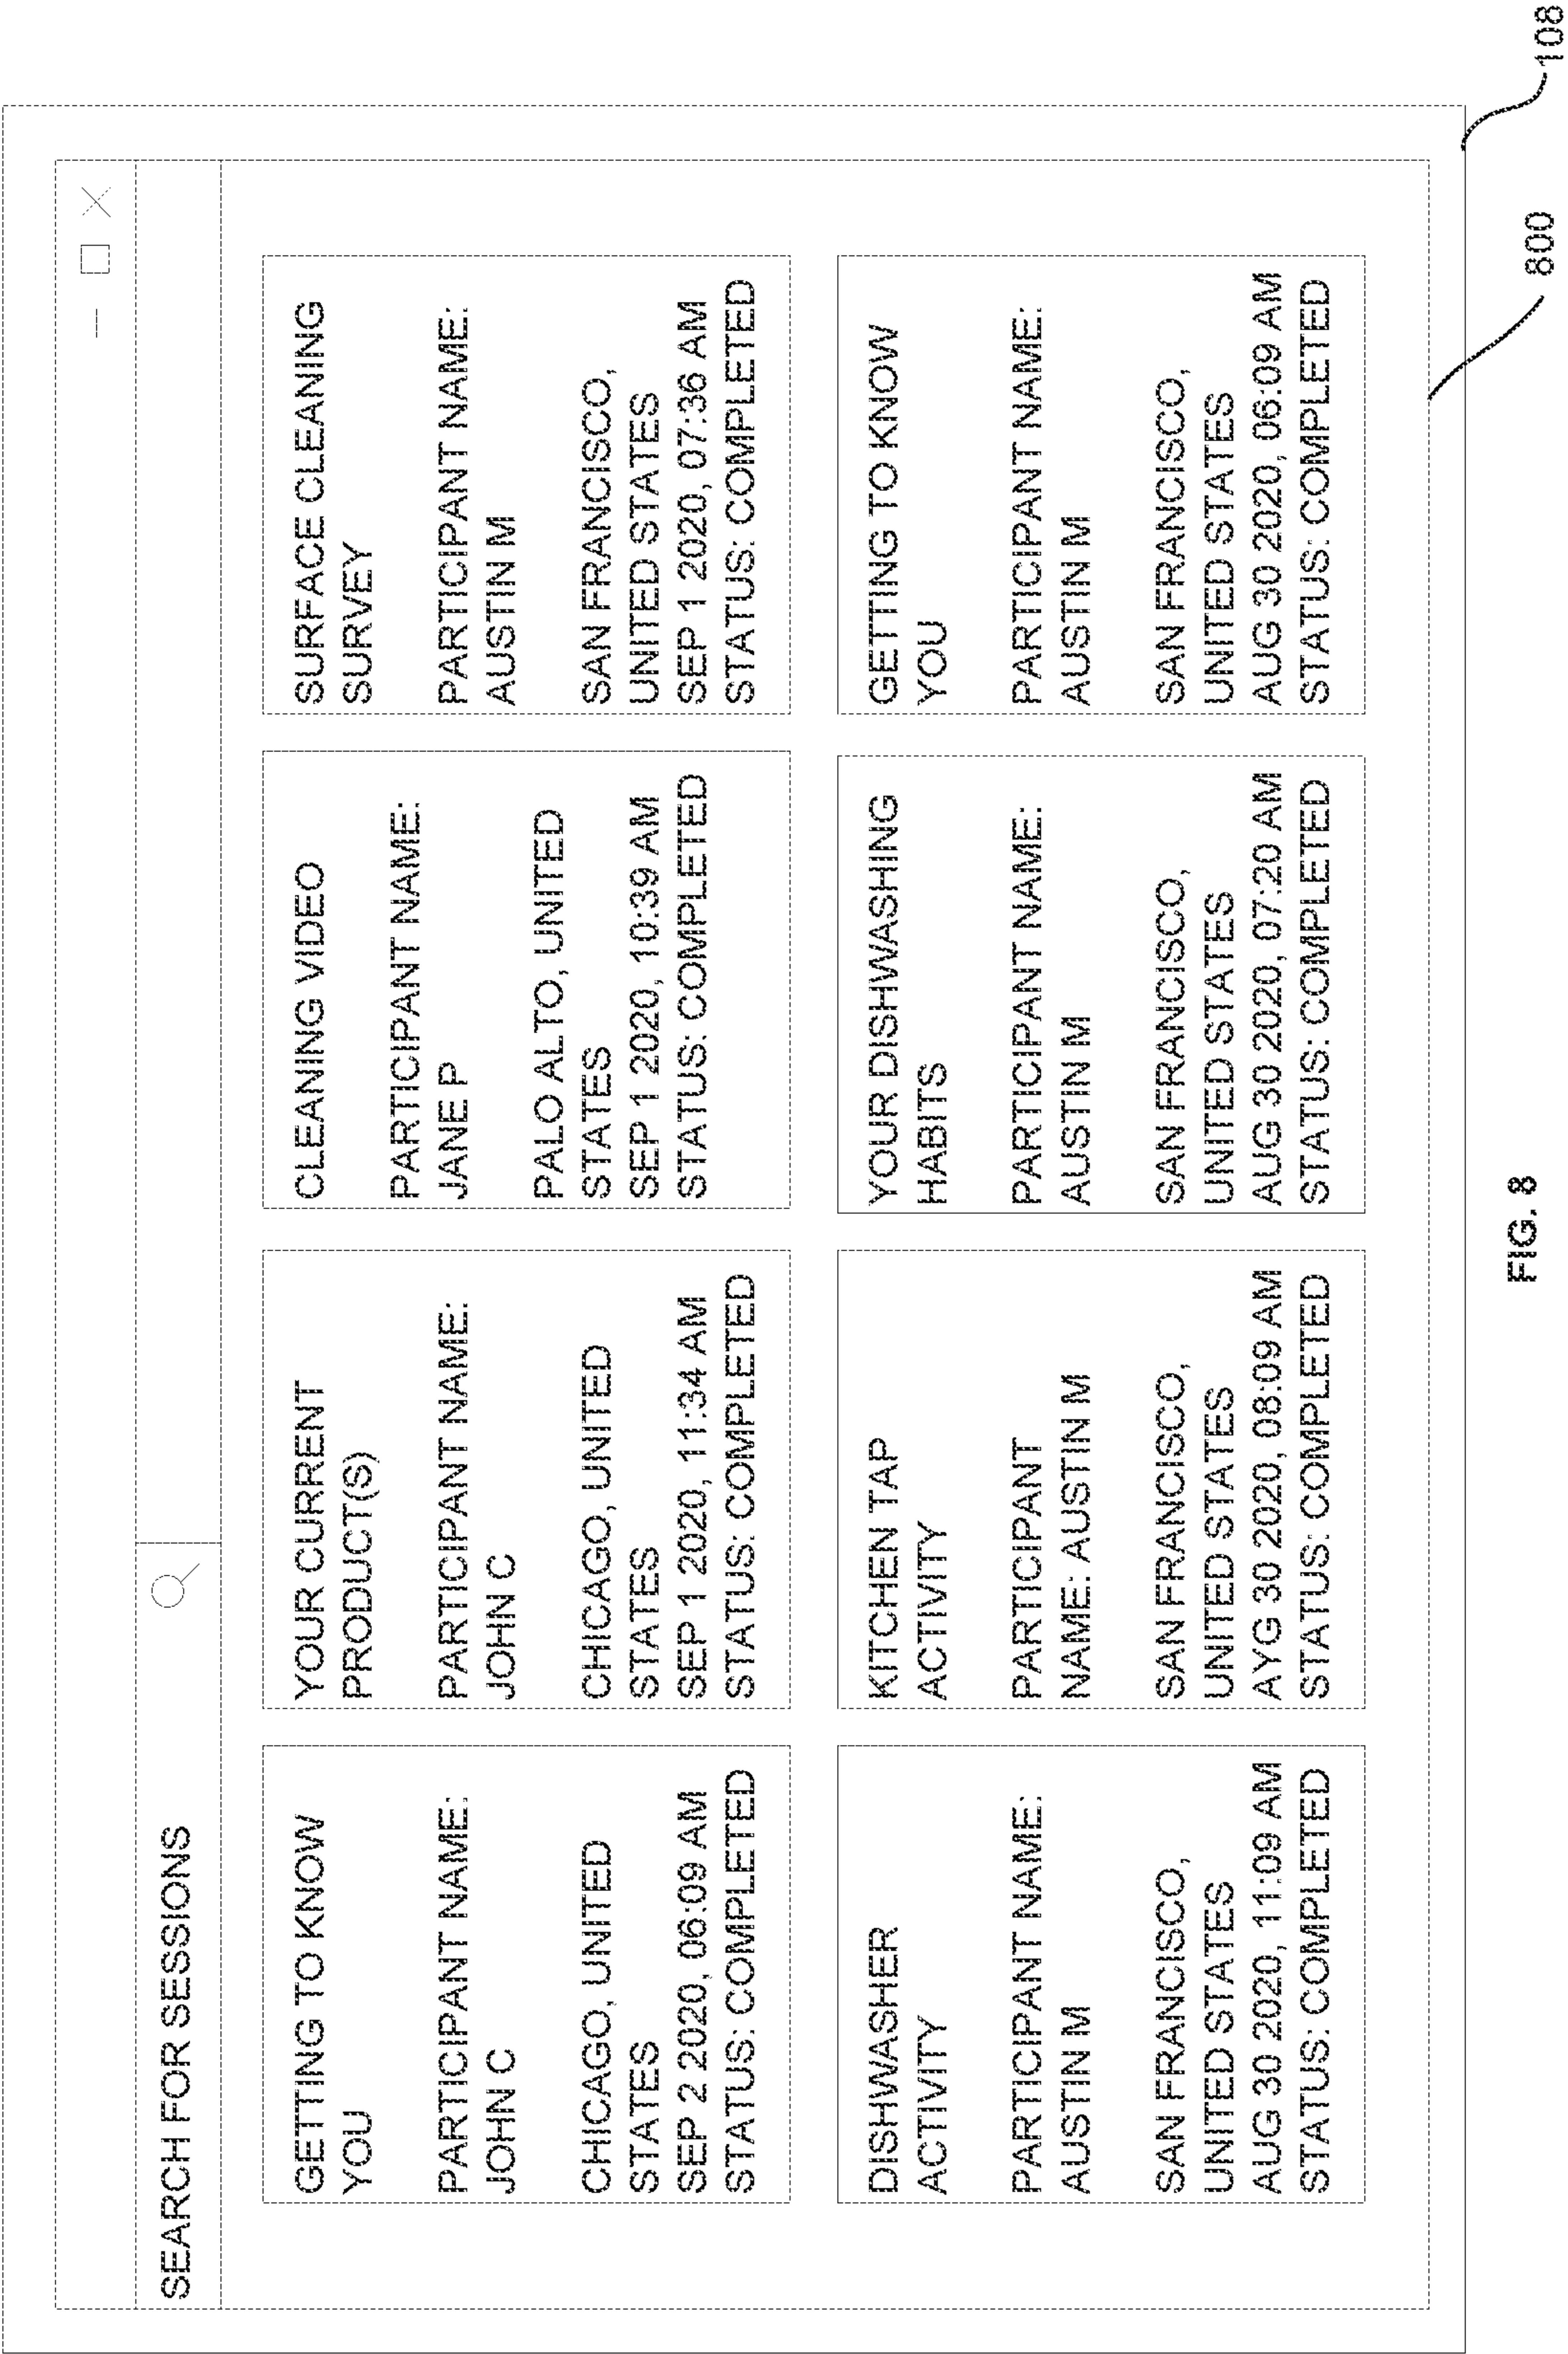 SEARCH FOR SESSIONS
GETTING TO KNOW
YOU
PARTICIPANT NAME:
JOHN C
CHICAGO, UNITED
STATES
SEP 2 2020, 06:09 AM
STATUS: COMPLETED
YOUR CURRENT
PRODUCT(S)
PARTICIPANT NAME:
JOHN C
CHICAGO, UNITED
STATES
SEP 1 2020, 11:34 AM
STATUS: COMPLETED
CLEANING VIDEO
PARTICIPANT NAME:
JANE P
PALO ALTO, UNITED
STATES
SEP 1 2020, 10:39 AM
STATUS: COMPLETED
SURFACE CLEANING
SURVEY
PARTICIPANT NAME:
AUSTIN M
SAN FRANCISCO,
UNITED STATES
SEP 1 2020, 07:36 AM
STATUS: COMPLETED
DISHWASHER
ACTIVITY
PARTICIPANT NAME:
AUSTIN M
SAN FRANCISCO,
UNITED STATES
AUG 30 2020, 11:09 AM
STATUS: COMPLETED
KITCHEN TAP
ACTIVITY
PARTICIPANT
NAME: AUSTIN M
SAN FRANCISCO,
UNITED STATES
AYG 30 2020, 08:09 AM
STATUS: COMPLETED
YOUR DISHWASHING
HABITS
PARTICIPANT NAME:
AUSTIN M
SAN FRANCISCO,
UNITED STATES
AUG 30 2020, 07:20 AM
STATUS: COMPLETED
GETTING TO KNOW
YOU
PARTICIPANT NAME:
AUSTIN M
SAN FRANCISCO,
UNITED STATES
AUG 30 2020, 06:09 AM
STATUS: COMPLETED
800
108
FIG. 8